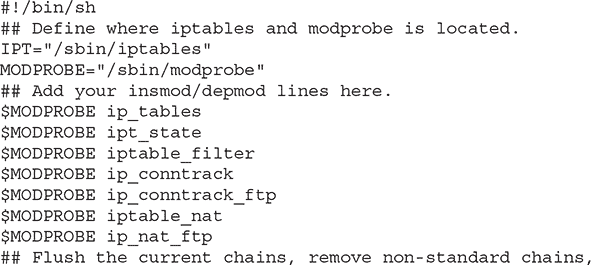 #!/bin/sh
## Define where iptables and modprobe is located.
IPT="/sbin/iptables"
MODPROBE="/sbin/modprobe"
## Add your insmod/depmod lines here.
$MODPROBE ip_tables
$MODPROBE ipt_state
$MODPROBE iptable_filter
$MODPROBE ip_conntrack
$MODPROBE ip_conntrack_ftp
$MODPROBE iptable_nat
$MODPROBE ip_nat_ftp
## Flush the current chains, remove non-standard chains,